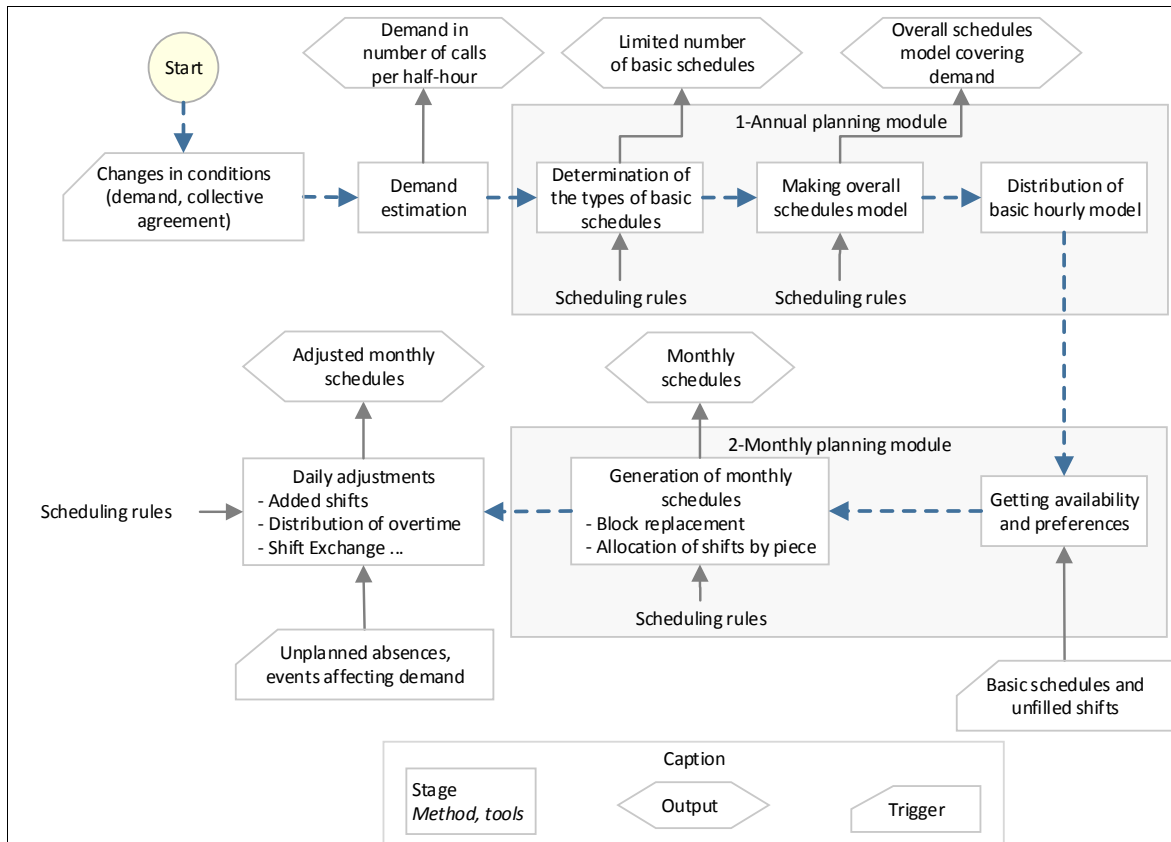 Start
Demand in
number of calls
per half-hour
Limited number
of basic schedules
Overall schedules
model covering
demand
1-Annual planning module
Changes in conditions
(demand, collective
agreement)
Demand
estimation
Determination of
the types of basic
schedules
Making overall
schedules model
Distribution of
basic hourly model
Scheduling rules
Scheduling rules
Adjusted monthly
schedules
Monthly
schedules
2-Monthly planning module
Scheduling rules
Daily adjustments
- Added shifts
- Distribution of overtime
- Shift Exchange ...
Generation of monthly
schedules
- Block replacement
- Allocation of shifts by piece
Getting availability
and preferences
Scheduling rules
Unplanned absences,
events affecting demand
Basic schedules and
unfilled shifts
Caption
Stage
Method, tools
Output
Trigger